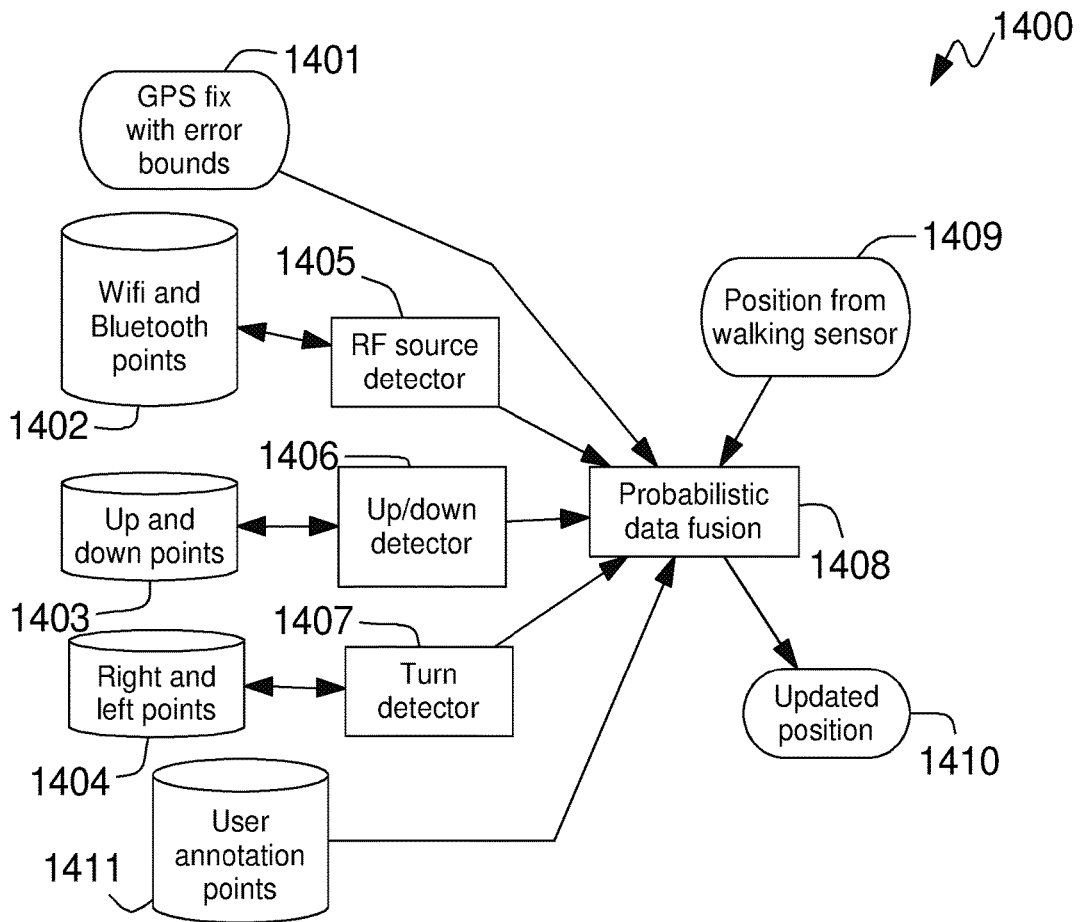 1400
1401
GPS fix
with error
bounds
1409
1405
Wifi and
Bluetooth
points
Position from
walking sensor
RF source
detector
1402
1406
Up and
down points
Up/down
detector
Probabilistic
data fusion
1408
1403
1407
Right and
left points
Turn
detector
Updated
position
1404
1410
User
annotation
points
1411